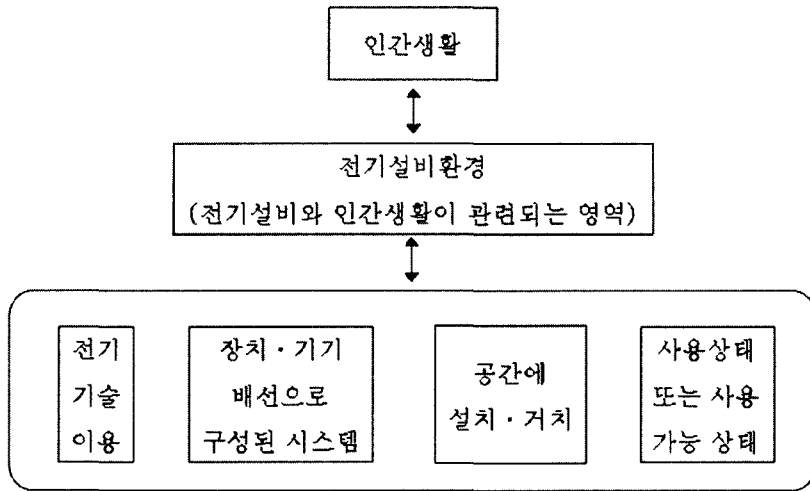 인간생활
전기설비환경
(전기설비와 인간생활이 관련되는 영역)
전기
기술
이용
장치·기기
배선으로
구성된 시스템
공간에
설치·거치
사용상태
또는 사용
가능 상태